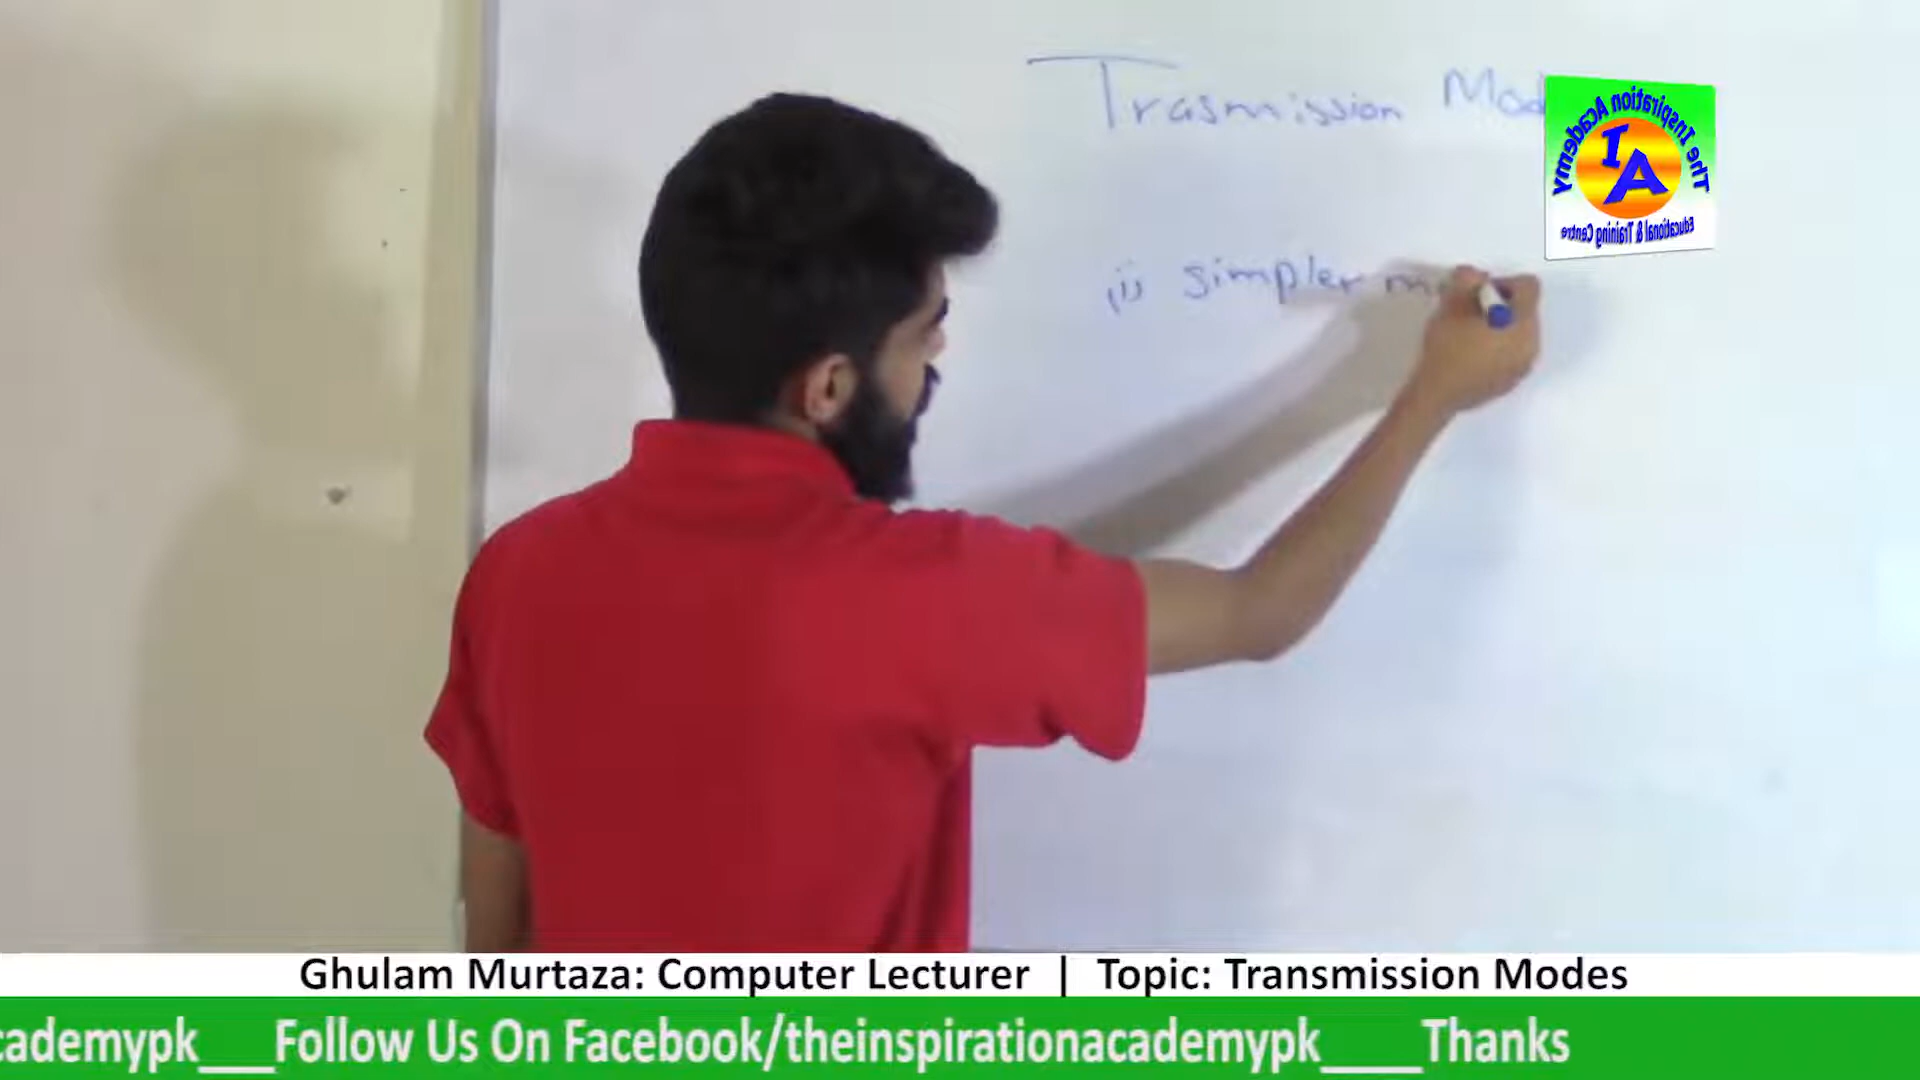 Trasmission Mod
The Inspiration Academy
IA
Educational & Training Centre
(i) simpler m
Ghulam Murtaza: Computer Lecturer | Topic: Transmission Modes
cademypk___Follow Us On Facebook/theinspirationacademypk____Thanks